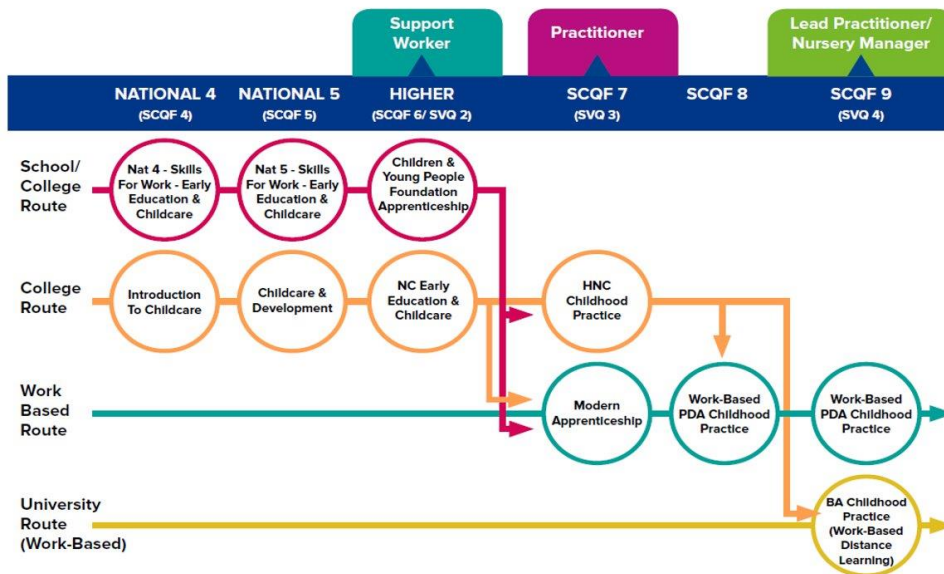 Support
Worker
Practitioner
Lead Practitioner/
Nursery Manager
NATIONAL 4
(SCQF 4)
NATIONAL 5
(SCQF 5)
HIGHER
(SCQF 6/ SVQ 2)
SCQF 7
(SVQ 3)
SCQF 8
SCQF 9
(SVQ 4)
School/
College
Route
Nat 4 - Skills
For Work - Early
Education &
Childcare
Nat 5 - Skills
For Work - Early
Education &
Childcare
Children &
Young People
Foundation
Apprenticeship
College
Route
Introduction
To Childcare
Childcare &
Development
NC Early
Education &
Childcare
HNC
Childhood
Practice
Work
Based
Route
Modern
Apprenticeship
Work-Based
PDA Childhood
Practice
Work-Based
PDA Childhood
Practice
University
Route
(Work-Based)
BA Childhood
Practice
(Work-Based
Distance
Learning)